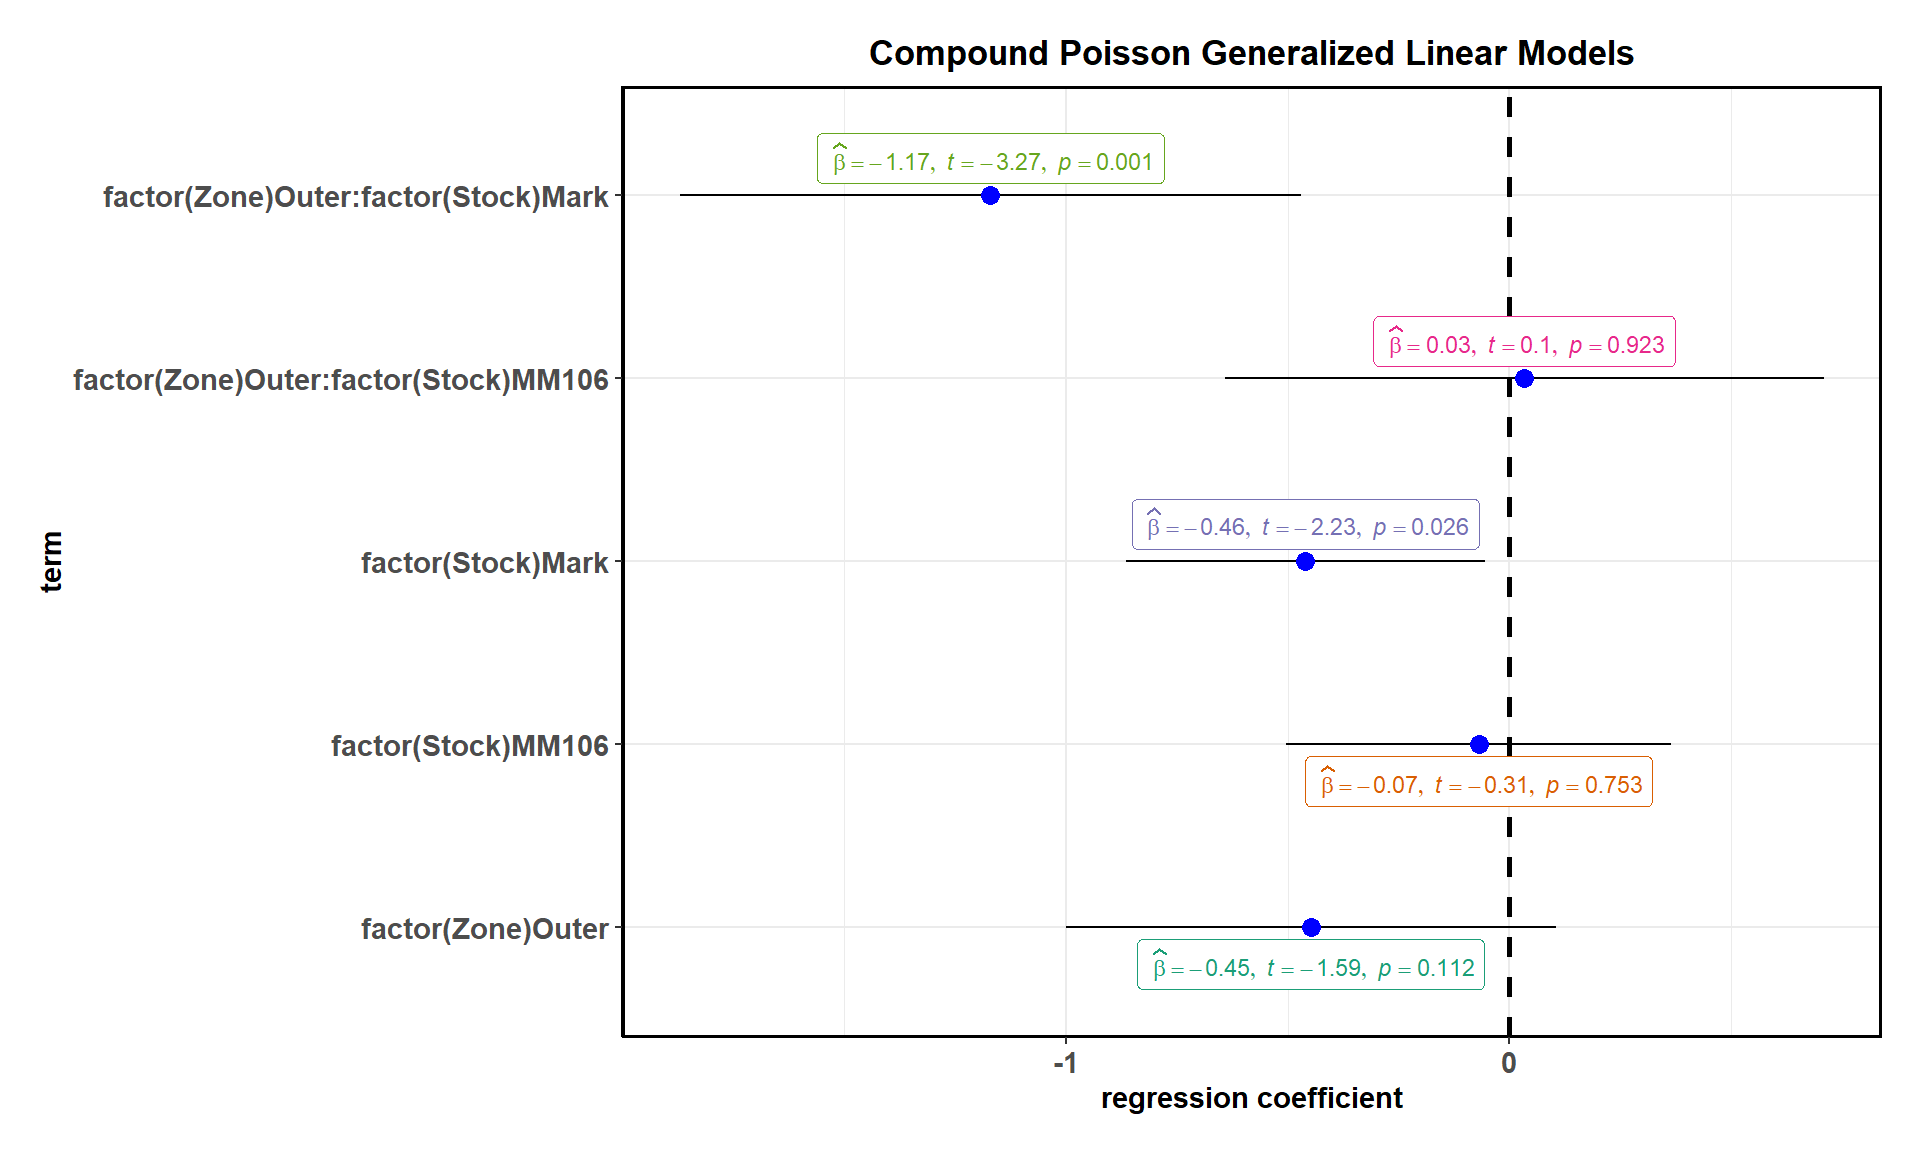 Compound Poisson Generalized Linear Models
factor(Zone)Outer:factor(Stock)Mark
β̂ = −1.17, t = −3.27, p = 0.001
factor(Zone)Outer:factor(Stock)MM106
β̂ = 0.03, t = 0.1, p = 0.923
factor(Stock)Mark
β̂ = −0.46, t = −2.23, p = 0.026
factor(Stock)MM106
β̂ = −0.07, t = −0.31, p = 0.753
factor(Zone)Outer
β̂ = −0.45, t = −1.59, p = 0.112
term
-1 0
regression coefficient